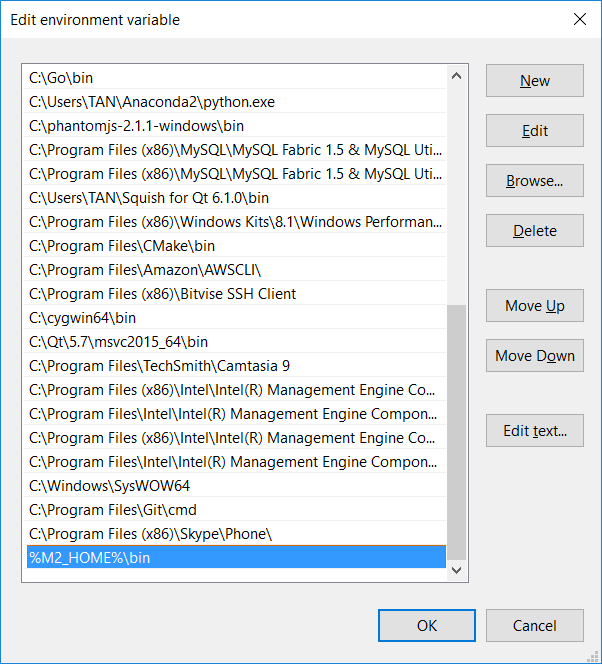 Edit environment variable
C:\Go\bin
C:\Users\TAN\Anaconda2\python.exe
C:\phantomjs-2.1.1-windows\bin
C:\Program Files (x86)\MySQL\MySQL Fabric 1.5 & MySQL Uti...
C:\Program Files (x86)\MySQL\MySQL Fabric 1.5 & MySQL Uti...
C:\Users\TAN\Squish for Qt 6.1.0\bin
C:\Program Files (x86)\Windows Kits\8.1\Windows Performan...
C:\Program Files\CMake\bin
C:\Program Files\Amazon\AWSCLI\
C:\Program Files (x86)\Bitvise SSH Client
C:\cygwin64\bin
C:\Qt\5.7\msvc2015_64\bin
C:\Program Files\TechSmith\Camtasia 9
C:\Program Files (x86)\Intel\Intel(R) Management Engine Co...
C:\Program Files\Intel\Intel(R) Management Engine Compon...
C:\Program Files (x86)\Intel\Intel(R) Management Engine Co...
C:\Program Files\Intel\Intel(R) Management Engine Compon...
C:\Windows\SysWOW64
C:\Program Files\Git\cmd
C:\Program Files (x86)\Skype\Phone\
%M2_HOME%\bin
New
Edit
Browse...
Delete
Move Up
Move Down
Edit text...
OK
Cancel